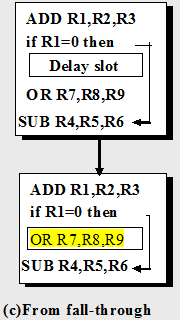 ADD R1,R2,R3
if R1=0 then
Delay slot
OR R7,R8,R9
SUB R4,R5,R6
ADD R1,R2,R3
if R1=0 then
OR R7,R8,R9
SUB R4,R5,R6
(c)From fall-through